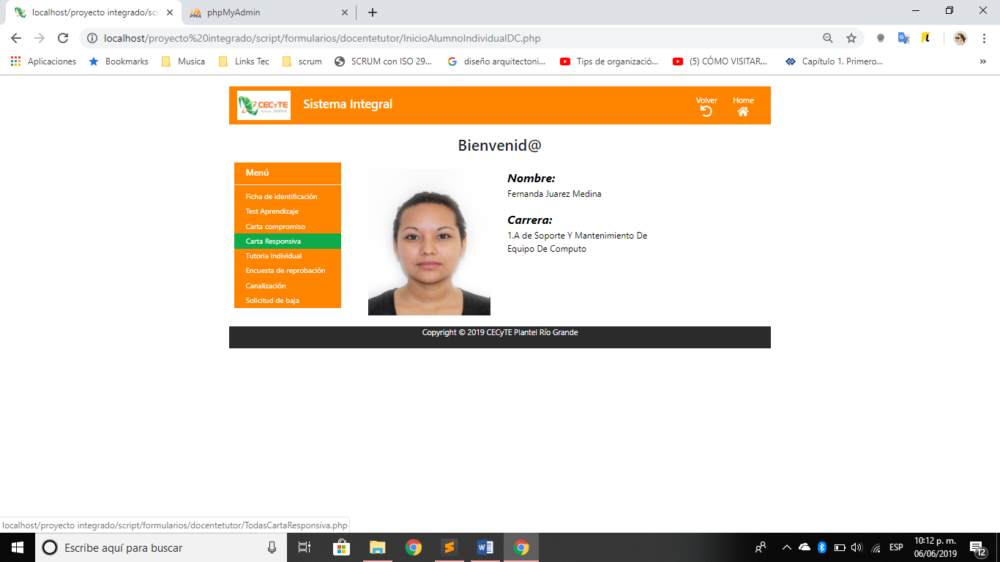 localhost/proyecto integrado/scr
phpMyAdmin
localhost/proyecto%20integrado/script/formularios/docentetutor/InicioAlumnoIndividualDC.php
Aplicaciones
Bookmarks
Musica
Links Tec
scrum
SCRUM con ISO 29...
diseño arquitectoni...
Tips de organizació...
(5) CÓMO VISITAR...
Capítulo 1. Primero...
»
CECyTE
Sistema Integral
Volver
Home
Bienvenid@
Menú
Ficha de identificación
Test Aprendizaje
Carta compromiso
Carta Responsiva
Tutoria Individual
Encuesta de reprobación
Canalización
Solicitud de baja
Nombre:
Fernanda Juarez Medina
Carrera:
1.A de Soporte Y Mantenimiento De
Equipo De Computo
Copyright © 2019 CECyTE Plantel Río Grande
localhost/proyecto integrado/script/formularios/docentetutor/TodasCartaResponsiva.php
Escribe aquí para buscar
ESP
10:12 p. m.
06/06/2019
12